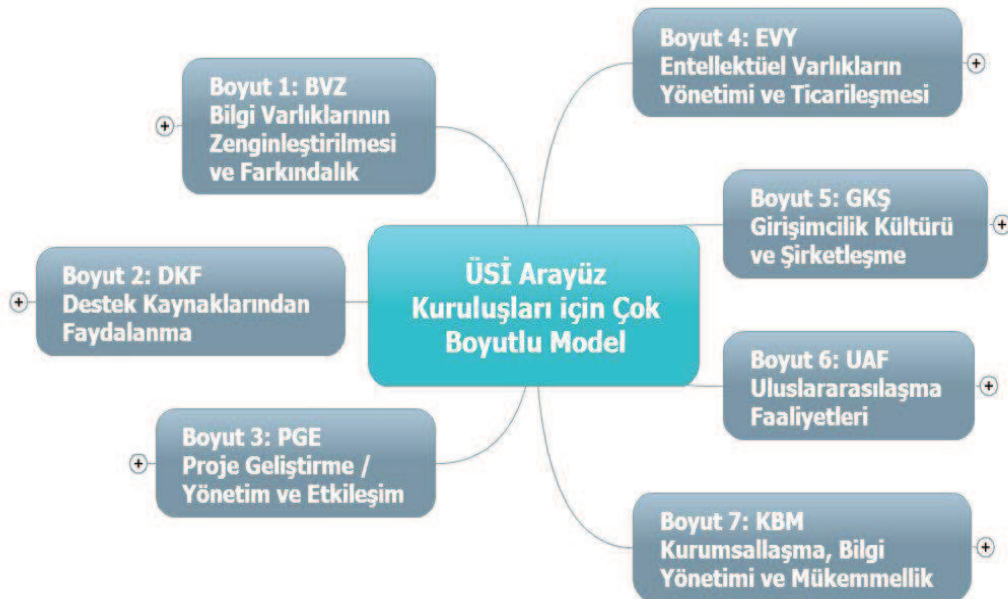 Boyut 1: BVZ
Bilgi Varlıklarının
Zenginleştirilmesi
ve Farkındalık
Boyut 2: DKF
Destek Kaynaklarından
Faydalanma
Boyut 3: PGE
Proje Geliştirme /
Yönetim ve Etkileşim
ÜSİ Arayüz
Kuruluşları için Çok
Boyutlu Model
Boyut 4: EVY
Entellektüel Varlıkların
Yönetimi ve Ticarileşmesi
Boyut 5: GKŞ
Girişimcilik Kültürü
ve Şirketleşme
Boyut 6: UAF
Uluslararasılaşma
Faaliyetleri
Boyut 7: KBM
Kurumsallaşma, Bilgi
Yönetimi ve Mükemmellik